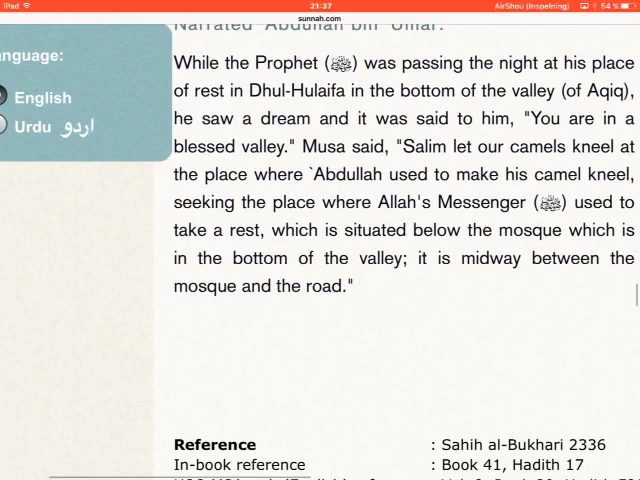 iPad 21:37 AirShou (Inspelning) 54 %
sunnah.com
Narrated `Abdullah bin `Umar:
anguage:
English
Urdu اردو
While the Prophet (ﷺ) was passing the night at his place
of rest in Dhul-Hulaifa in the bottom of the valley (of Aqiq),
he saw a dream and it was said to him, "You are in a
blessed valley." Musa said, "Salim let our camels kneel at
the place where `Abdullah used to make his camel kneel,
seeking the place where Allah's Messenger (ﷺ) used to
take a rest, which is situated below the mosque which is
in the bottom of the valley; it is midway between the
mosque and the road."
Reference : Sahih al-Bukhari 2336
In-book reference : Book 41, Hadith 17